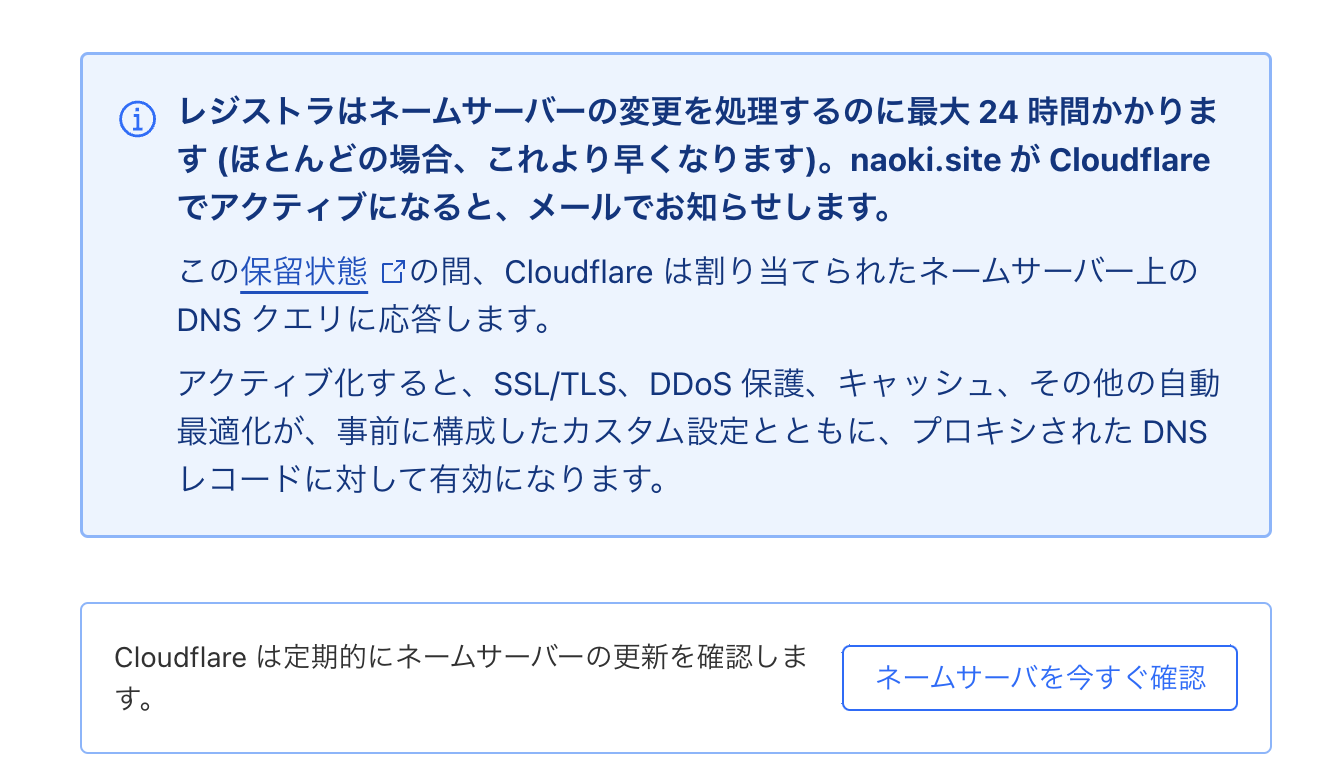 レジストラはネームサーバーの変更を処理するのに最大 24 時間かかりま
す (ほとんどの場合、これより早くなります)。naoki.site が Cloudflare
でアクティブになると、メールでお知らせします。
この保留状態の間、Cloudflare は割り当てられたネームサーバー上の
DNS クエリに応答します。
アクティブ化すると、SSL/TLS、DDoS 保護、キャッシュ、その他の自動
最適化が、事前に構成したカスタム設定とともに、プロキシされた DNS
レコードに対して有効になります。
Cloudflare は定期的にネームサーバーの更新を確認しま
す。
ネームサーバを今すぐ確認